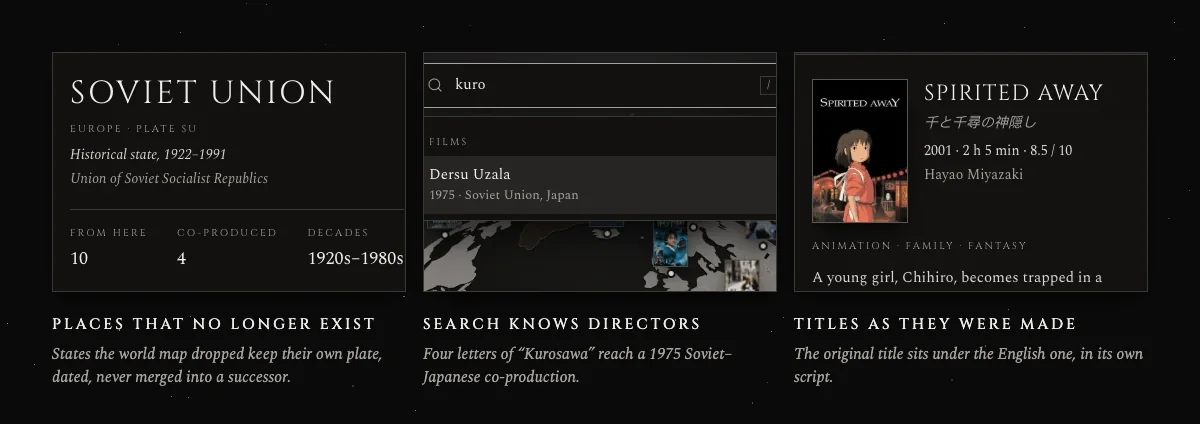 SOVIET UNION
EUROPE · PLATE SU
Historical state, 1922–1991
Union of Soviet Socialist Republics
FROM HERE CO-PRODUCED DECADES
10 4 1920s–1980s
PLACES THAT NO LONGER EXIST
States the world map dropped keep their own plate,
dated, never merged into a successor.
kuro /
FILMS
Dersu Uzala
1975 · Soviet Union, Japan
SEARCH KNOWS DIRECTORS
Four letters of “Kurosawa” reach a 1975 Soviet–
Japanese co-production.
SPIRITED AWAY
SPIRITED AWAY
千と千尋の神隠し
2001 · 2 h 5 min · 8.5 / 10
Hayao Miyazaki
ANIMATION · FAMILY · FANTASY
A young girl, Chihiro, becomes trapped in a
TITLES AS THEY WERE MADE
The original title sits under the English one, in its own
script.